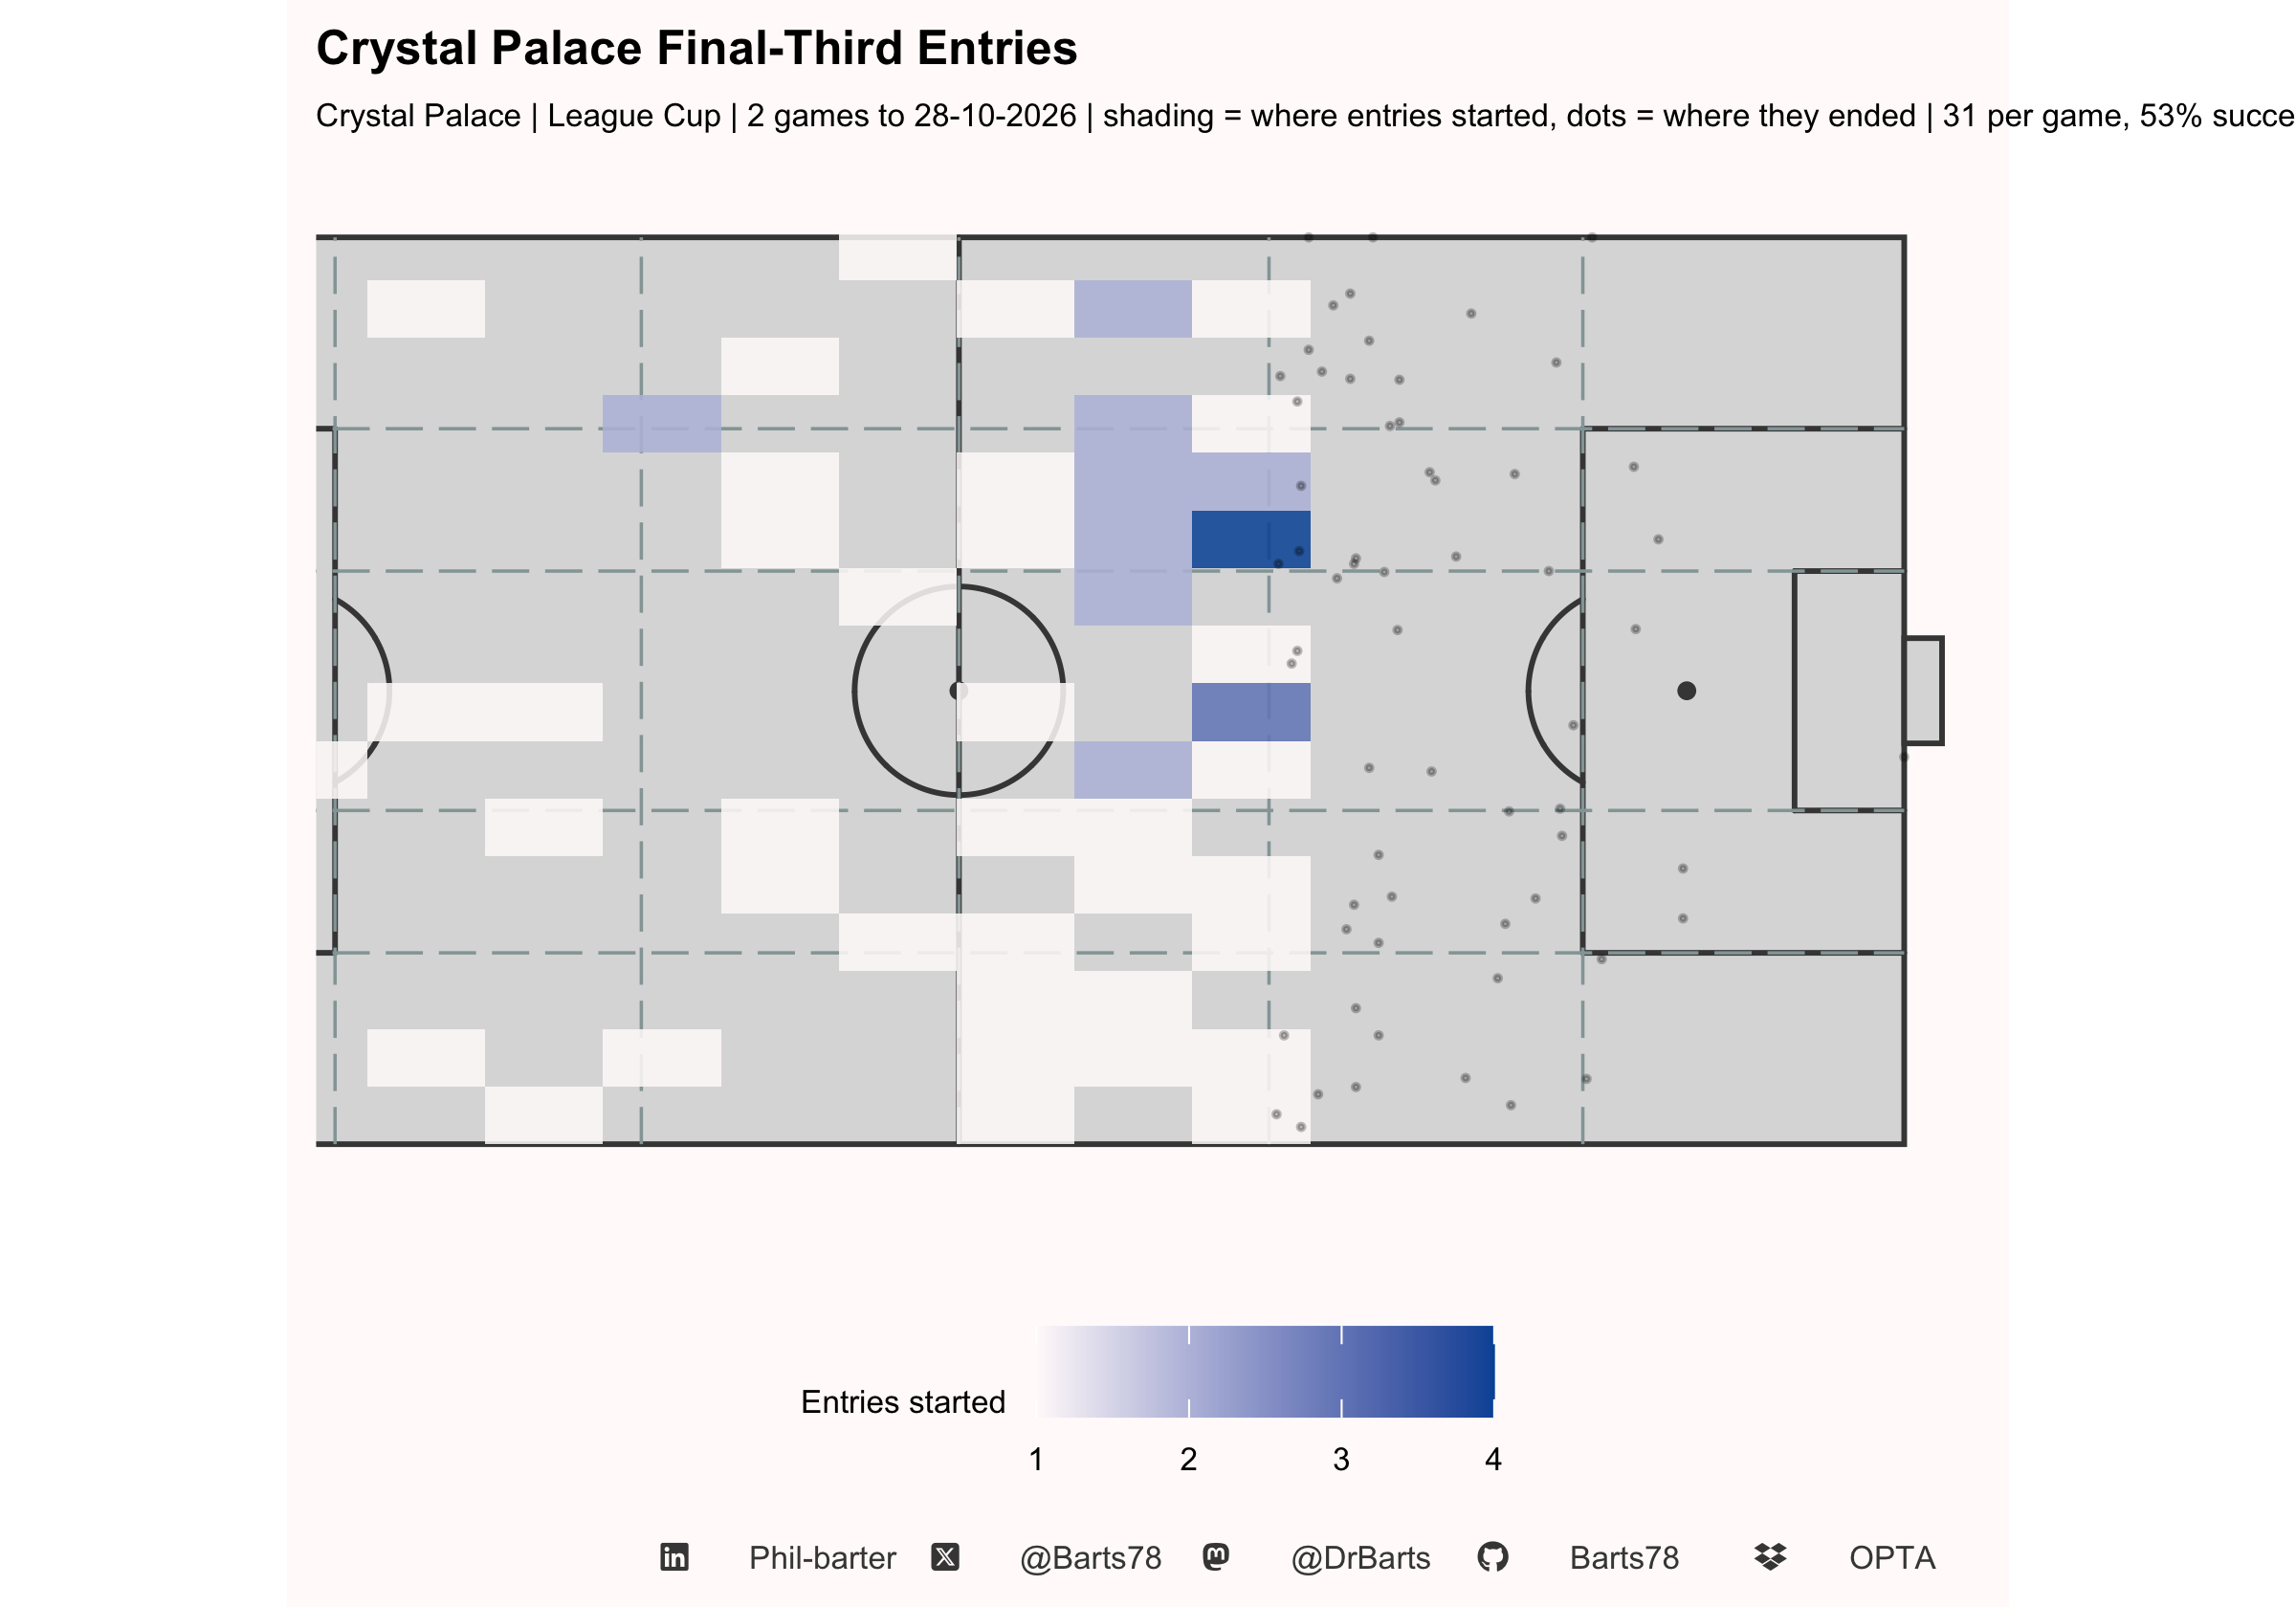 Crystal Palace Final-Third Entries
Crystal Palace | League Cup | 2 games to 28-10-2026 | shading = where entries started, dots = where they ended | 31 per game, 53% succe
Entries started
1 2 3 4
Phil-barter @Barts78 @DrBarts Barts78 OPTA